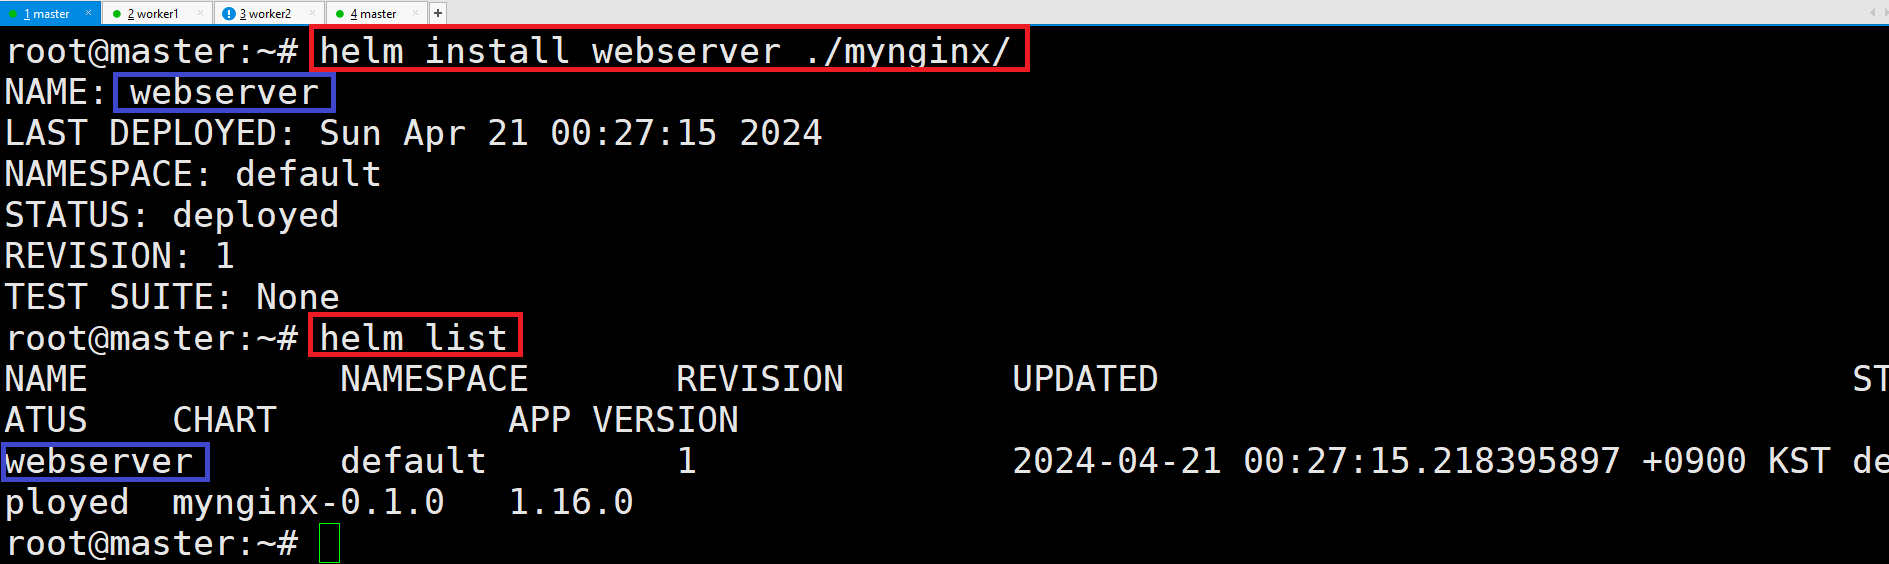 1 master × 2 worker1 × 3 worker2 × 4 master × +
root@master:~# helm install webserver ./mynginx/
NAME: webserver
LAST DEPLOYED: Sun Apr 21 00:27:15 2024
NAMESPACE: default
STATUS: deployed
REVISION: 1
TEST SUITE: None
root@master:~# helm list
NAME NAMESPACE REVISION UPDATED ST
ATUS CHART APP VERSION
webserver default 1 2024-04-21 00:27:15.218395897 +0900 KST de
ployed mynginx-0.1.0 1.16.0
root@master:~#